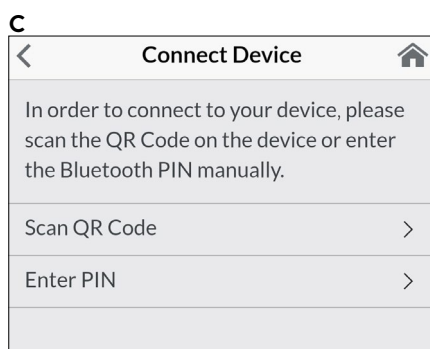 C
Connect Device
In order to connect to your device, please
scan the QR Code on the device or enter
the Bluetooth PIN manually.
Scan QR Code
Enter PIN